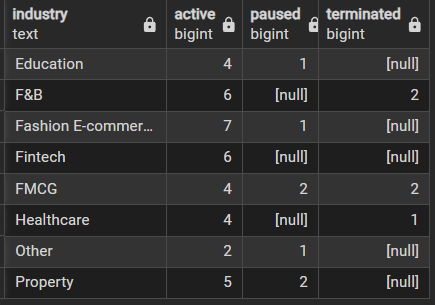 industry active paused terminated
text bigint bigint bigint
Education 4 1 [null]
F&B 6 [null] 2
Fashion E-commer… 7 1 [null]
Fintech 6 [null] [null]
FMCG 4 2 2
Healthcare 4 [null] 1
Other 2 1 [null]
Property 5 2 [null]